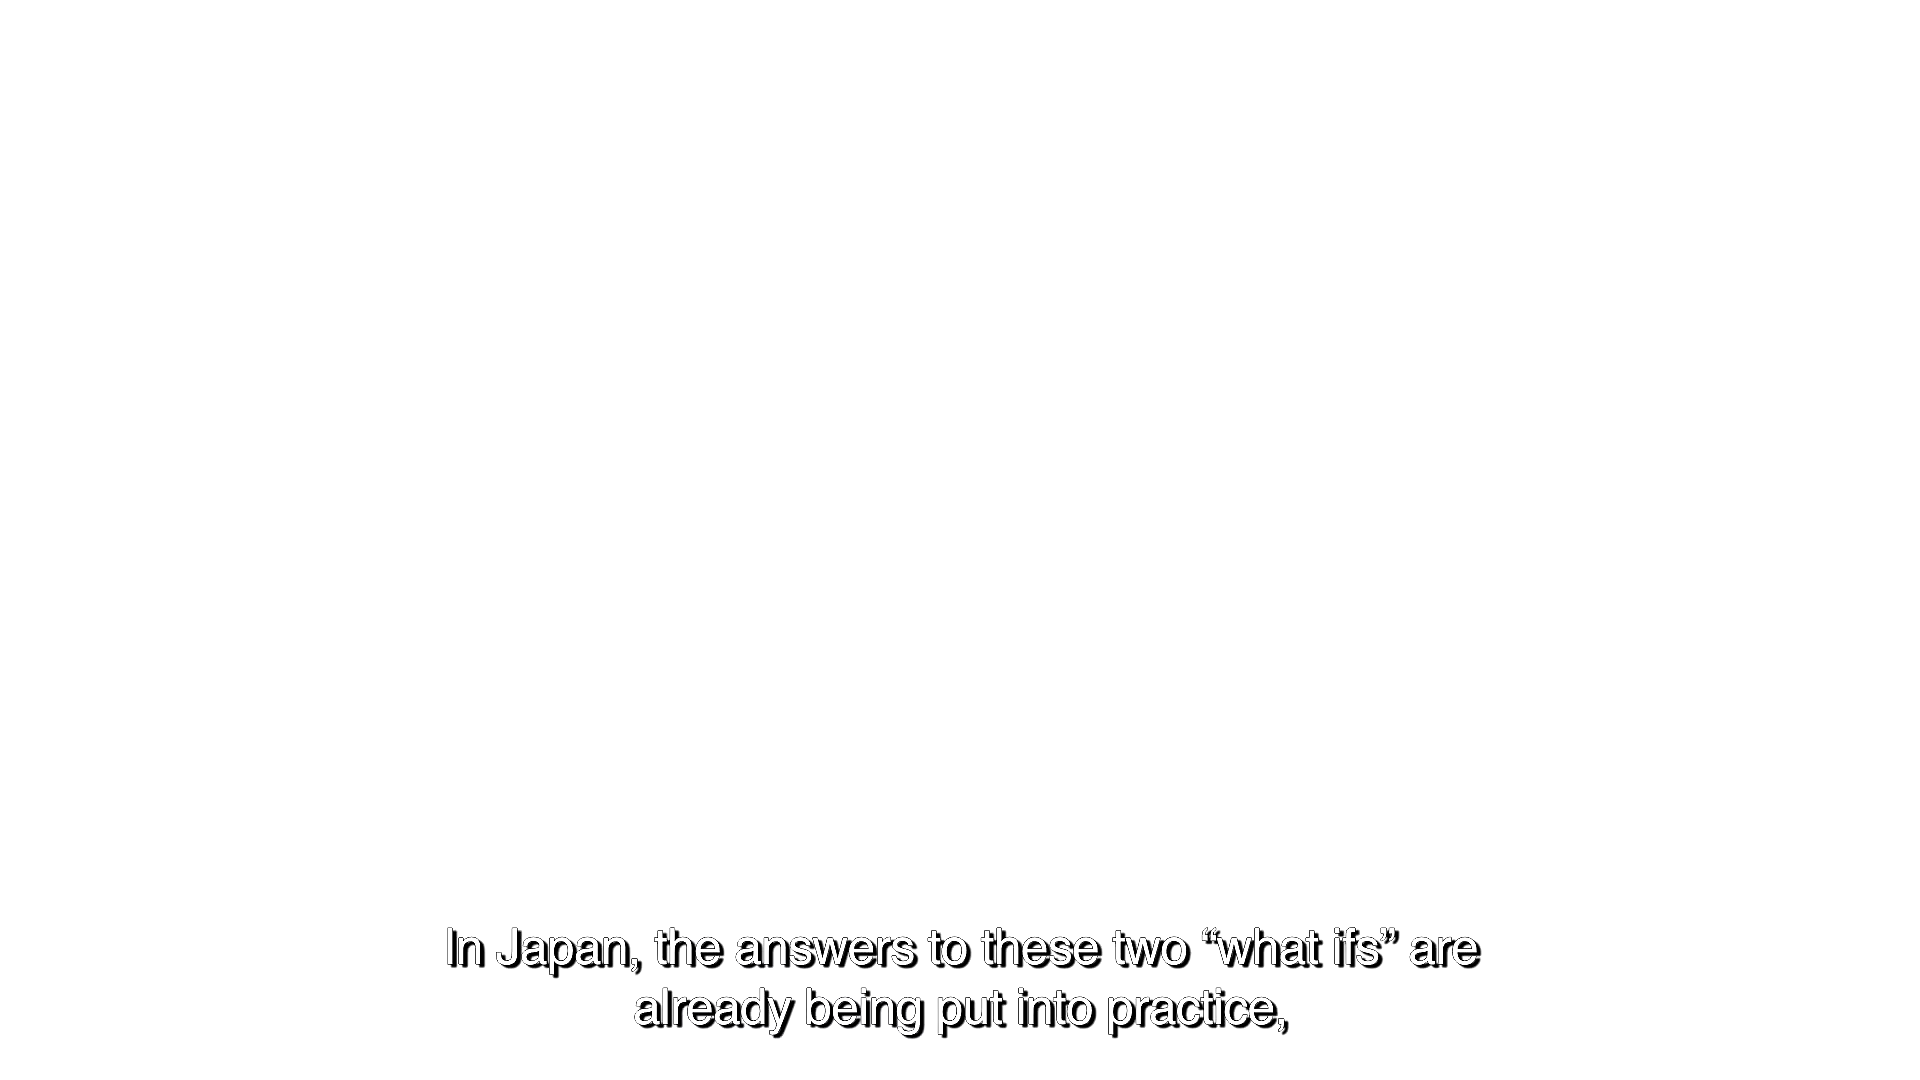 In Japan, the answers to these two “what ifs” are
already being put into practice,